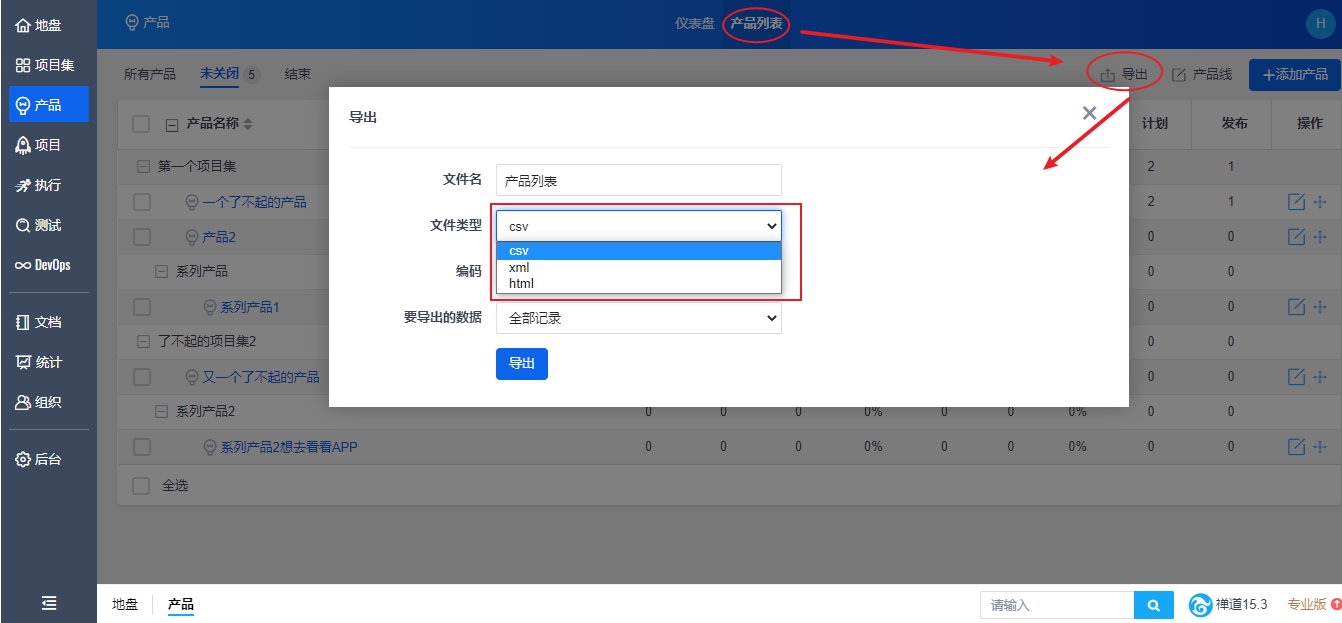 地盘
项目集
产品
项目
执行
测试
DevOps
文档
统计
组织
后台
产品
仪表盘 产品列表
H
所有产品 未关闭 5 结束
导出 产品线 +添加产品
产品名称 计划 发布 操作
第一个项目集 2 1
一个了不起的产品 2 1
产品2 0 0
系列产品 0 0
系列产品1 0 0
了不起的项目集2 0 0
又一个了不起的产品 0 0
系列产品2 0 0 0 0% 0 0 0% 0 0
系列产品2想去看看APP 0 0 0 0% 0 0 0% 0 0
全选
导出
文件名 产品列表
文件类型 csv
csv
编码 xml
html
要导出的数据 全部记录
导出
地盘 产品
请输入
禅道15.3 专业版